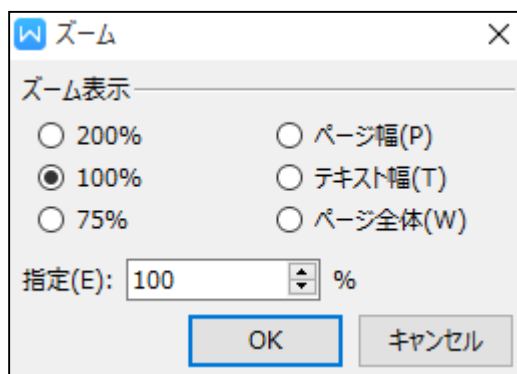 ズーム
ズーム表示
200% ページ幅(P)
100% テキスト幅(T)
75% ページ全体(W)
指定(E): 100 %
OK キャンセル